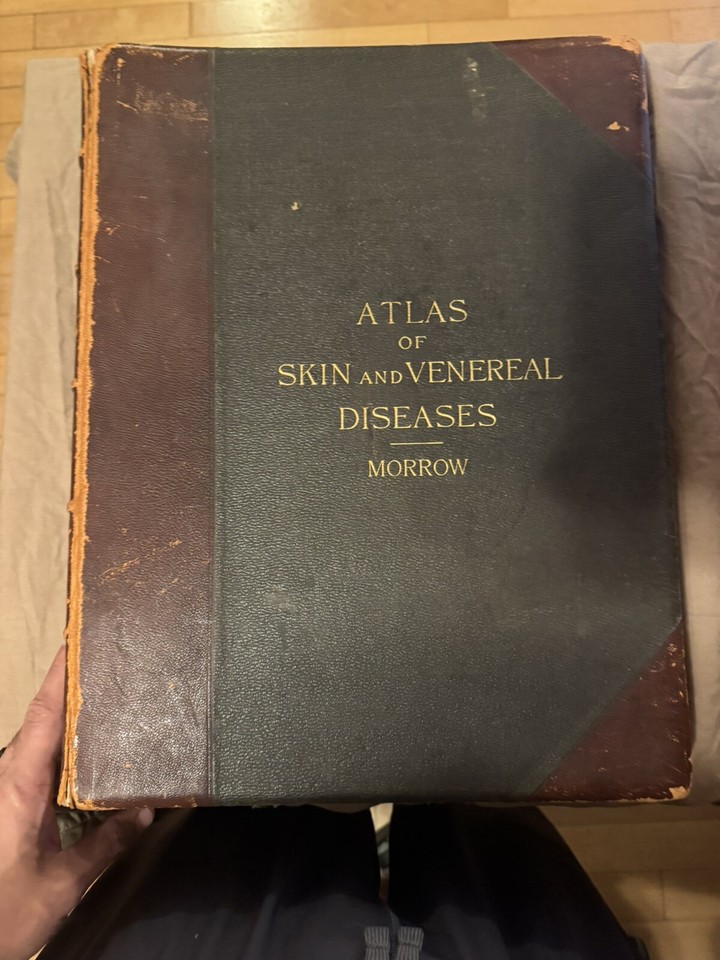 ATLAS
OF
SKIN AND VENEREAL
DISEASES
MORROW